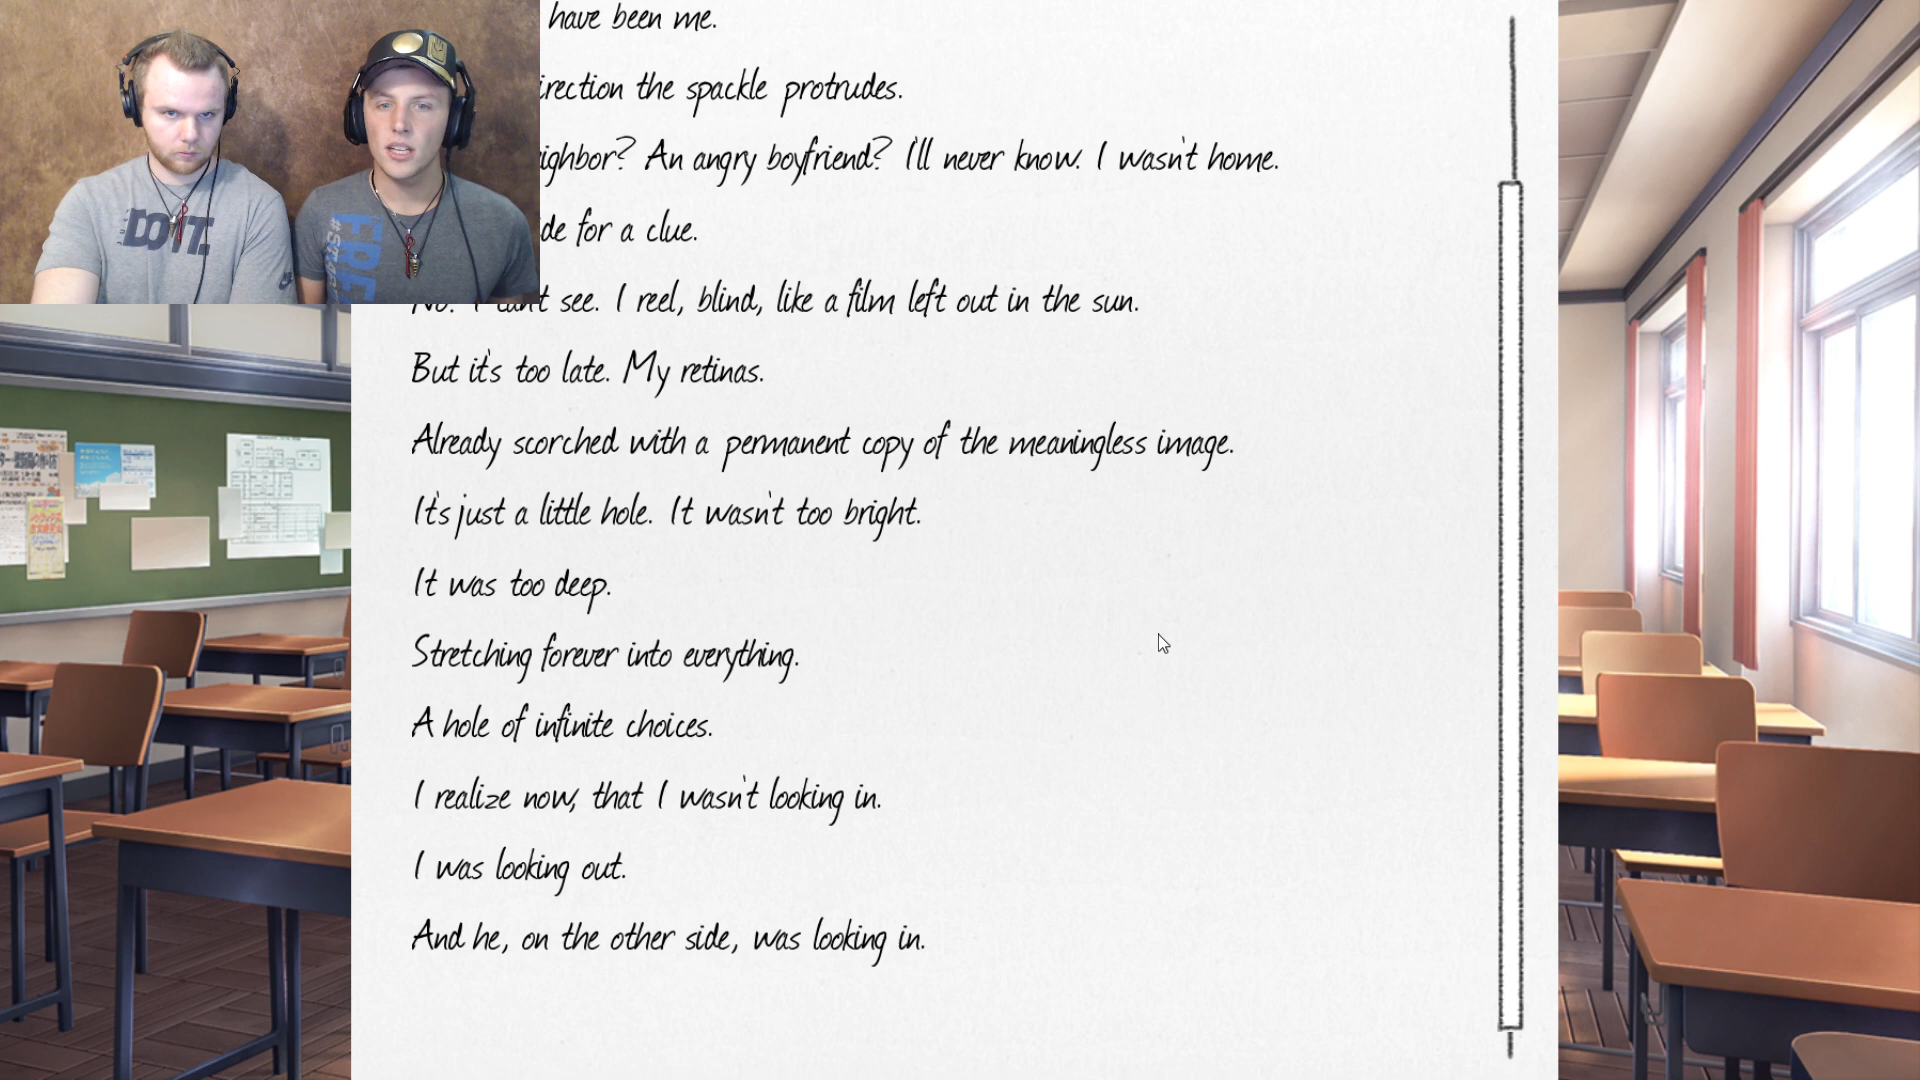 have been me.
irection the spackle protrudes.
ighbor? An angry boyfriend? I'll never know. I wasn't home.
de for a clue.
No. I can't see. I reel, blind, like a film left out in the sun.
But it's too late. My retinas.
Already scorched with a permanent copy of the meaningless image.
It's just a little hole. It wasn't too bright.
It was too deep.
Stretching forever into everything.
A hole of infinite choices.
I realize now, that I wasn't looking in.
I was looking out.
And he, on the other side, was looking in.
DO IT.